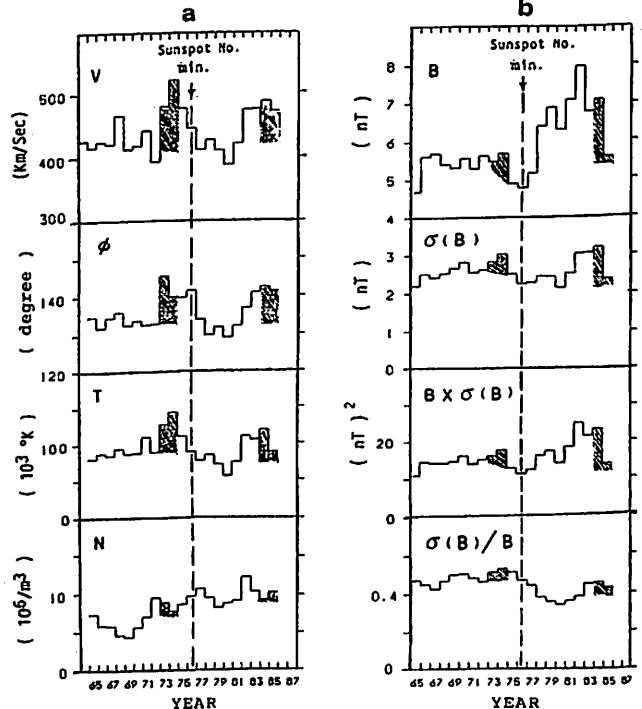 a
Sunspot No.
min.
V
(Km/Sec)
500
400
300
φ
( degree )
140
120
T
( 10³ °K )
100
0
N
( 10⁶/m³ )
10
0
65 67 69 71 73 75 77 79 81 83 85 87
YEAR
b
Sunspot No.
min.
B
( nT )
8
7
6
5
4
σ(B)
( nT )
3
2
1
0
B X σ(B)
( nT )²
20
0
σ(B)/B
0.4
0
65 67 69 71 73 75 77 79 81 83 85 87
YEAR